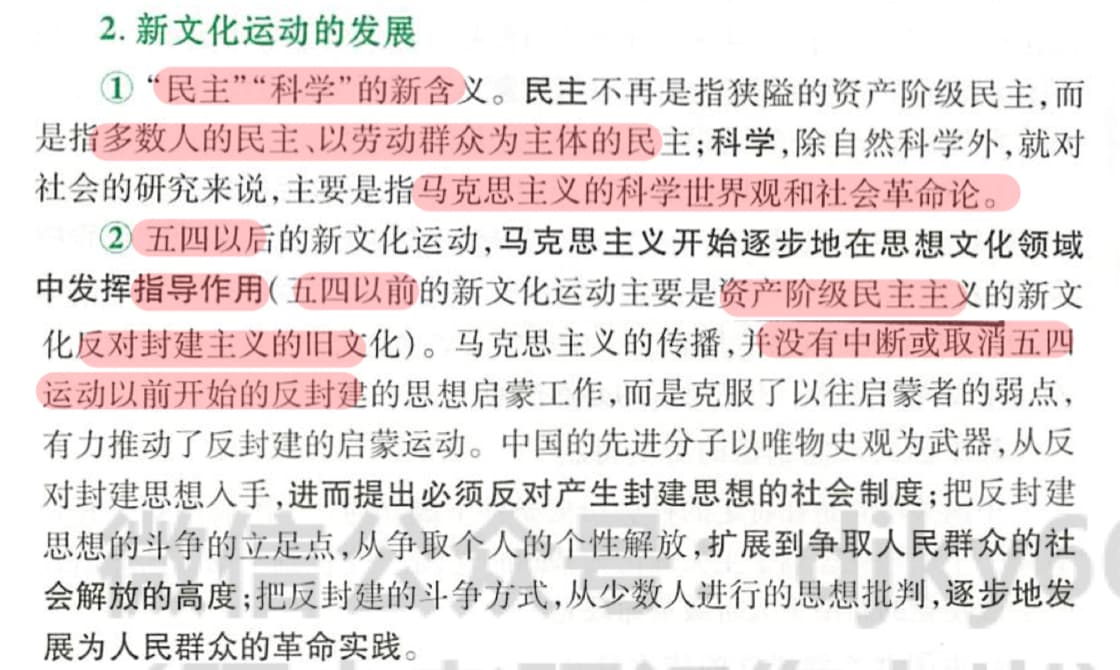 2. 新文化运动的发展
①“民主”“科学”的新含义。民主不再是指狭隘的资产阶级民主,而
是指多数人的民主、以劳动群众为主体的民主;科学,除自然科学外,就对
社会的研究来说,主要是指马克思主义的科学世界观和社会革命论。
②五四以后的新文化运动,马克思主义开始逐步地在思想文化领域
中发挥指导作用(五四以前的新文化运动主要是资产阶级民主主义的新文
化反对封建主义的旧文化)。马克思主义的传播,并没有中断或取消五四
运动以前开始的反封建的思想启蒙工作,而是克服了以往启蒙者的弱点,
有力推动了反封建的启蒙运动。中国的先进分子以唯物史观为武器,从反
对封建思想入手,进而提出必须反对产生封建思想的社会制度;把反封建
思想的斗争的立足点,从争取个人的个性解放,扩展到争取人民群众的社
会解放的高度;把反封建的斗争方式,从少数人进行的思想批判,逐步地发
展为人民群众的革命实践。
微信公众号:djky66